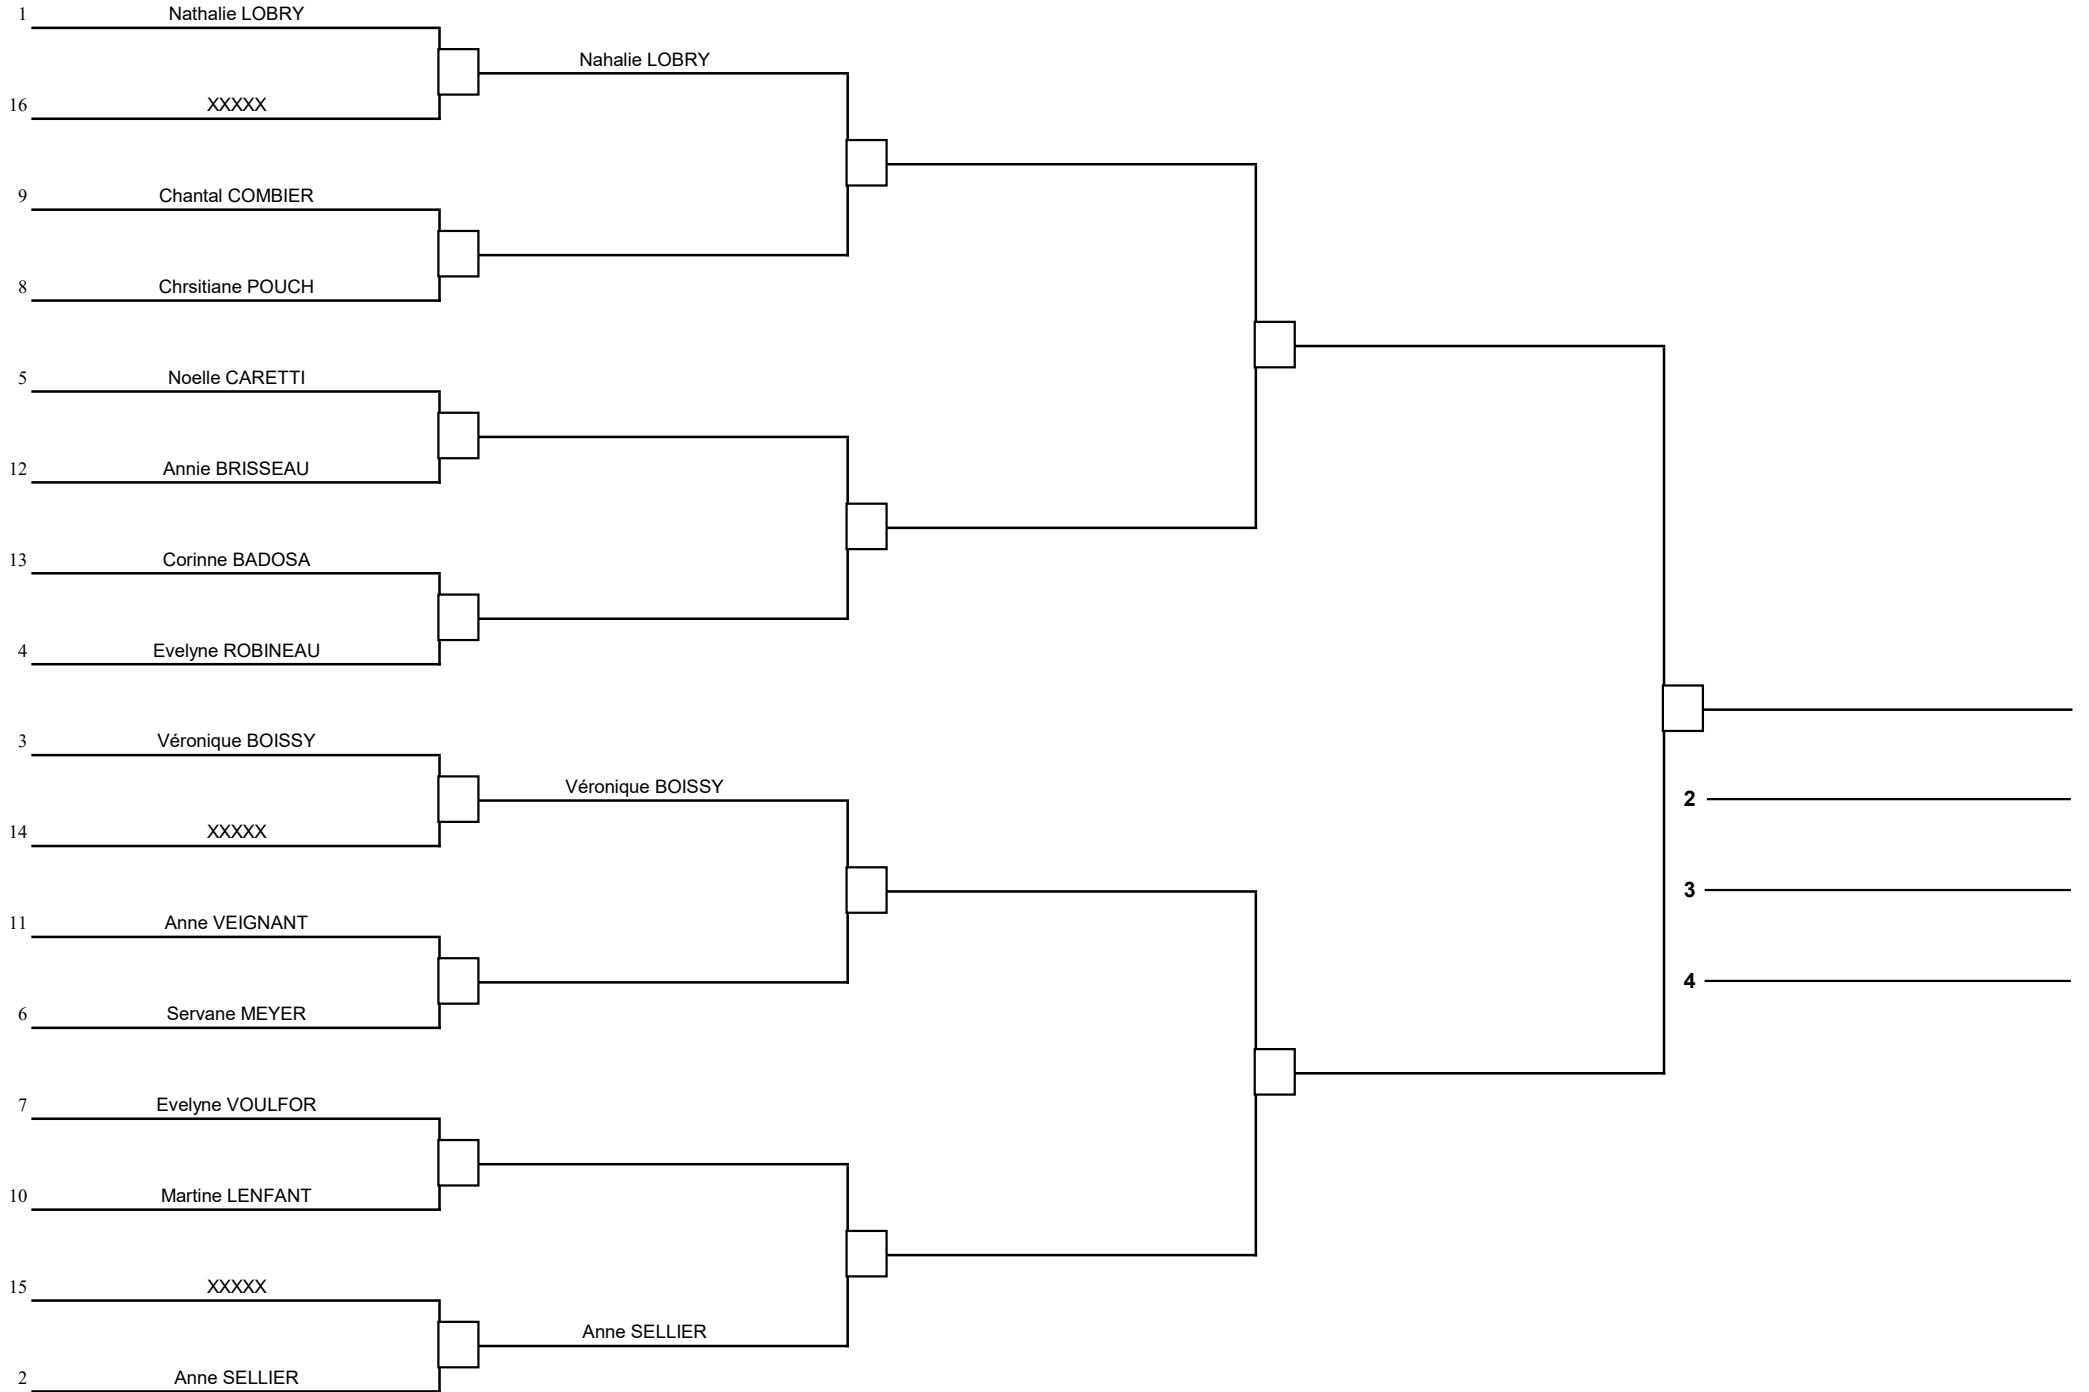 1 Nathalie LOBRY
Nahalie LOBRY
16 XXXXX
9 Chantal COMBIER
8 Chrsitiane POUCH
5 Noelle CARETTI
12 Annie BRISSEAU
13 Corinne BADOSA
4 Evelyne ROBINEAU
3 Véronique BOISSY
Véronique BOISSY
2
14 XXXXX
3
11 Anne VEIGNANT
4
6 Servane MEYER
7 Evelyne VOULFOR
10 Martine LENFANT
15 XXXXX
Anne SELLIER
2 Anne SELLIER